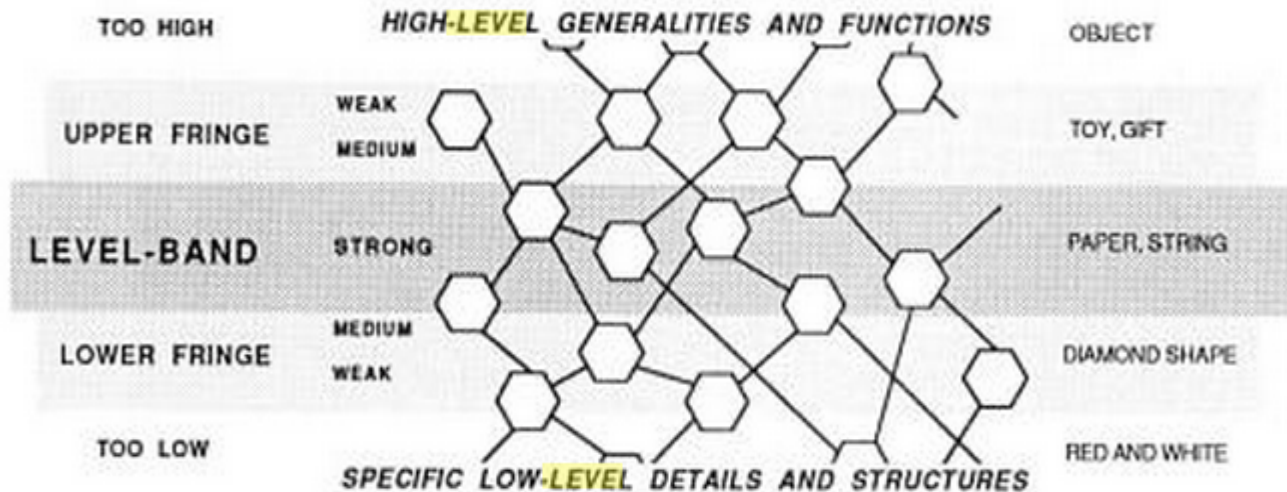 TOO HIGH HIGH-LEVEL GENERALITIES AND FUNCTIONS OBJECT
WEAK
UPPER FRINGE TOY, GIFT
MEDIUM
LEVEL-BAND STRONG PAPER, STRING
MEDIUM
LOWER FRINGE DIAMOND SHAPE
WEAK
TOO LOW RED AND WHITE
SPECIFIC LOW-LEVEL DETAILS AND STRUCTURES